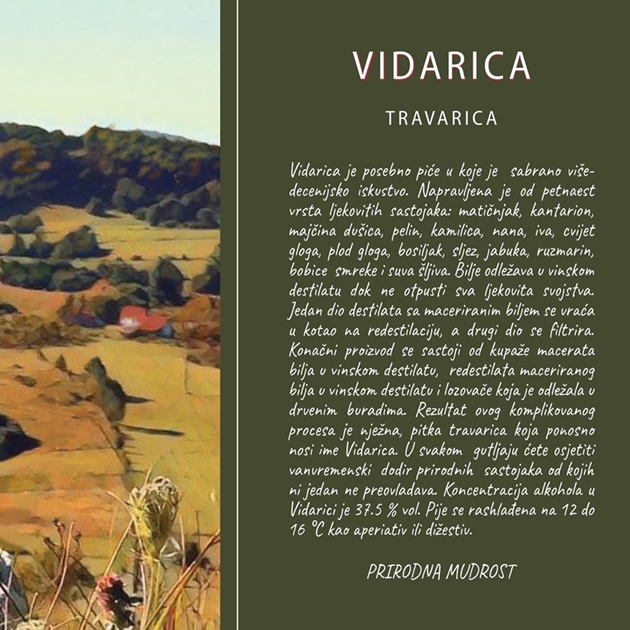 VIDARICA
TRAVARICA
Vidarica je posebno piće u koje je sabrano više-
decenijsko iskustvo. Napravljena je od petnaest
vrsta ljekovitih sastojaka: matičnjak, kantarion,
majčina dušica, pelin, kamilica, nana, iva, cvijet
gloga, plod gloga, bosiljak, sljez, jabuka, ruzmarin,
bobice smreke i suva šljiva. Bilje odležava u vinskom
destilatu dok ne otpusti sva ljekovita svojstva.
Jedan dio destilata sa maceriranim biljem se vraća
u kotao na redestilaciju, a drugi dio se filtrira.
Konačni proizvod se sastoji od kupaže macerata
bilja u vinskom destilatu, redestilata maceriranog
bilja u vinskom destilatu i lozovače koja je odležala u
drvenim buradima. Rezultat ovog komplikovanog
procesa je nježna, pitka travarica koja ponosno
nosi ime Vidarica. U svakom gutljaju ćete osjetiti
vanvremenski dodir prirodnih sastojaka od kojih
ni jedan ne preovladava. Koncentracija alkohola u
Vidarici je 37.5 % vol. Pije se rashlađena na 12 do
16 °C kao aperiativ ili dižestiv.
PRIRODNA MUDROST